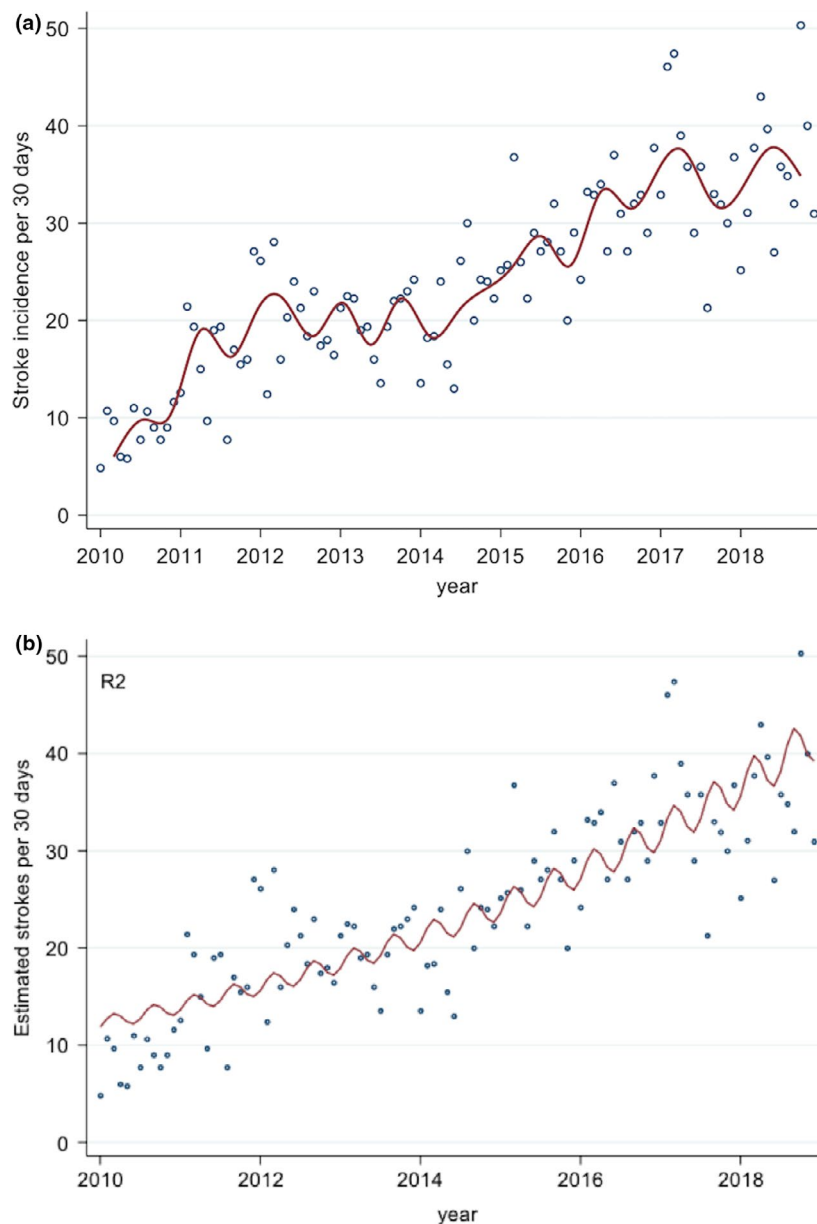 (a)
50
40
30
20
10
0
Stroke incidence per 30 days
2010 2011 2012 2013 2014 2015 2016 2017 2018
year
(b)
50
40
30
20
10
0
R2
Estimated strokes per 30 days
2010 2012 2014 2016 2018
year